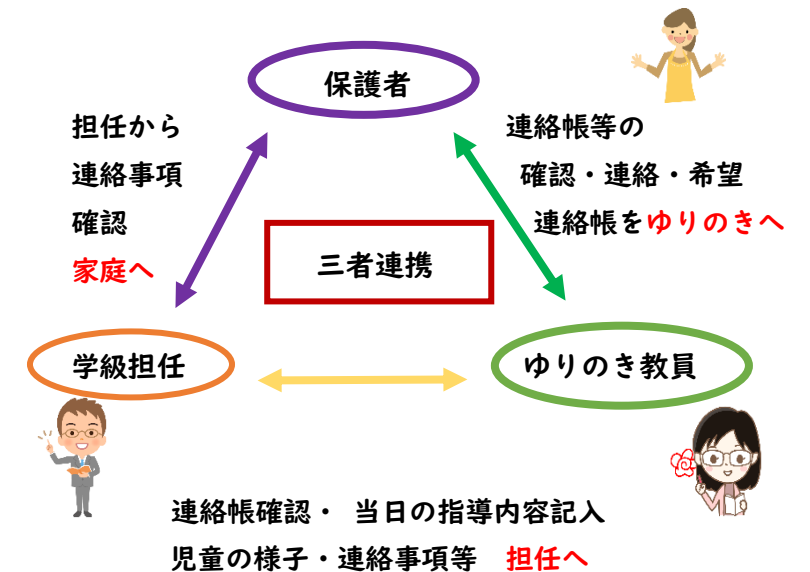 保護者
担任から
連絡事項
確認
家庭へ
連絡帳等の
確認・連絡・希望
連絡帳をゆりのきへ
三者連携
学級担任
ゆりのき教員
連絡帳確認・ 当日の指導内容記入
児童の様子・連絡事項等　担任へ